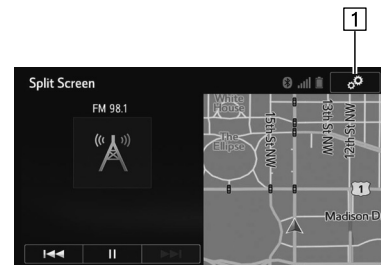 1
Split Screen
FM 98.1
White
House
The
Ellipse
15th St NW
13th St NW
12th St NW
1
Madison D